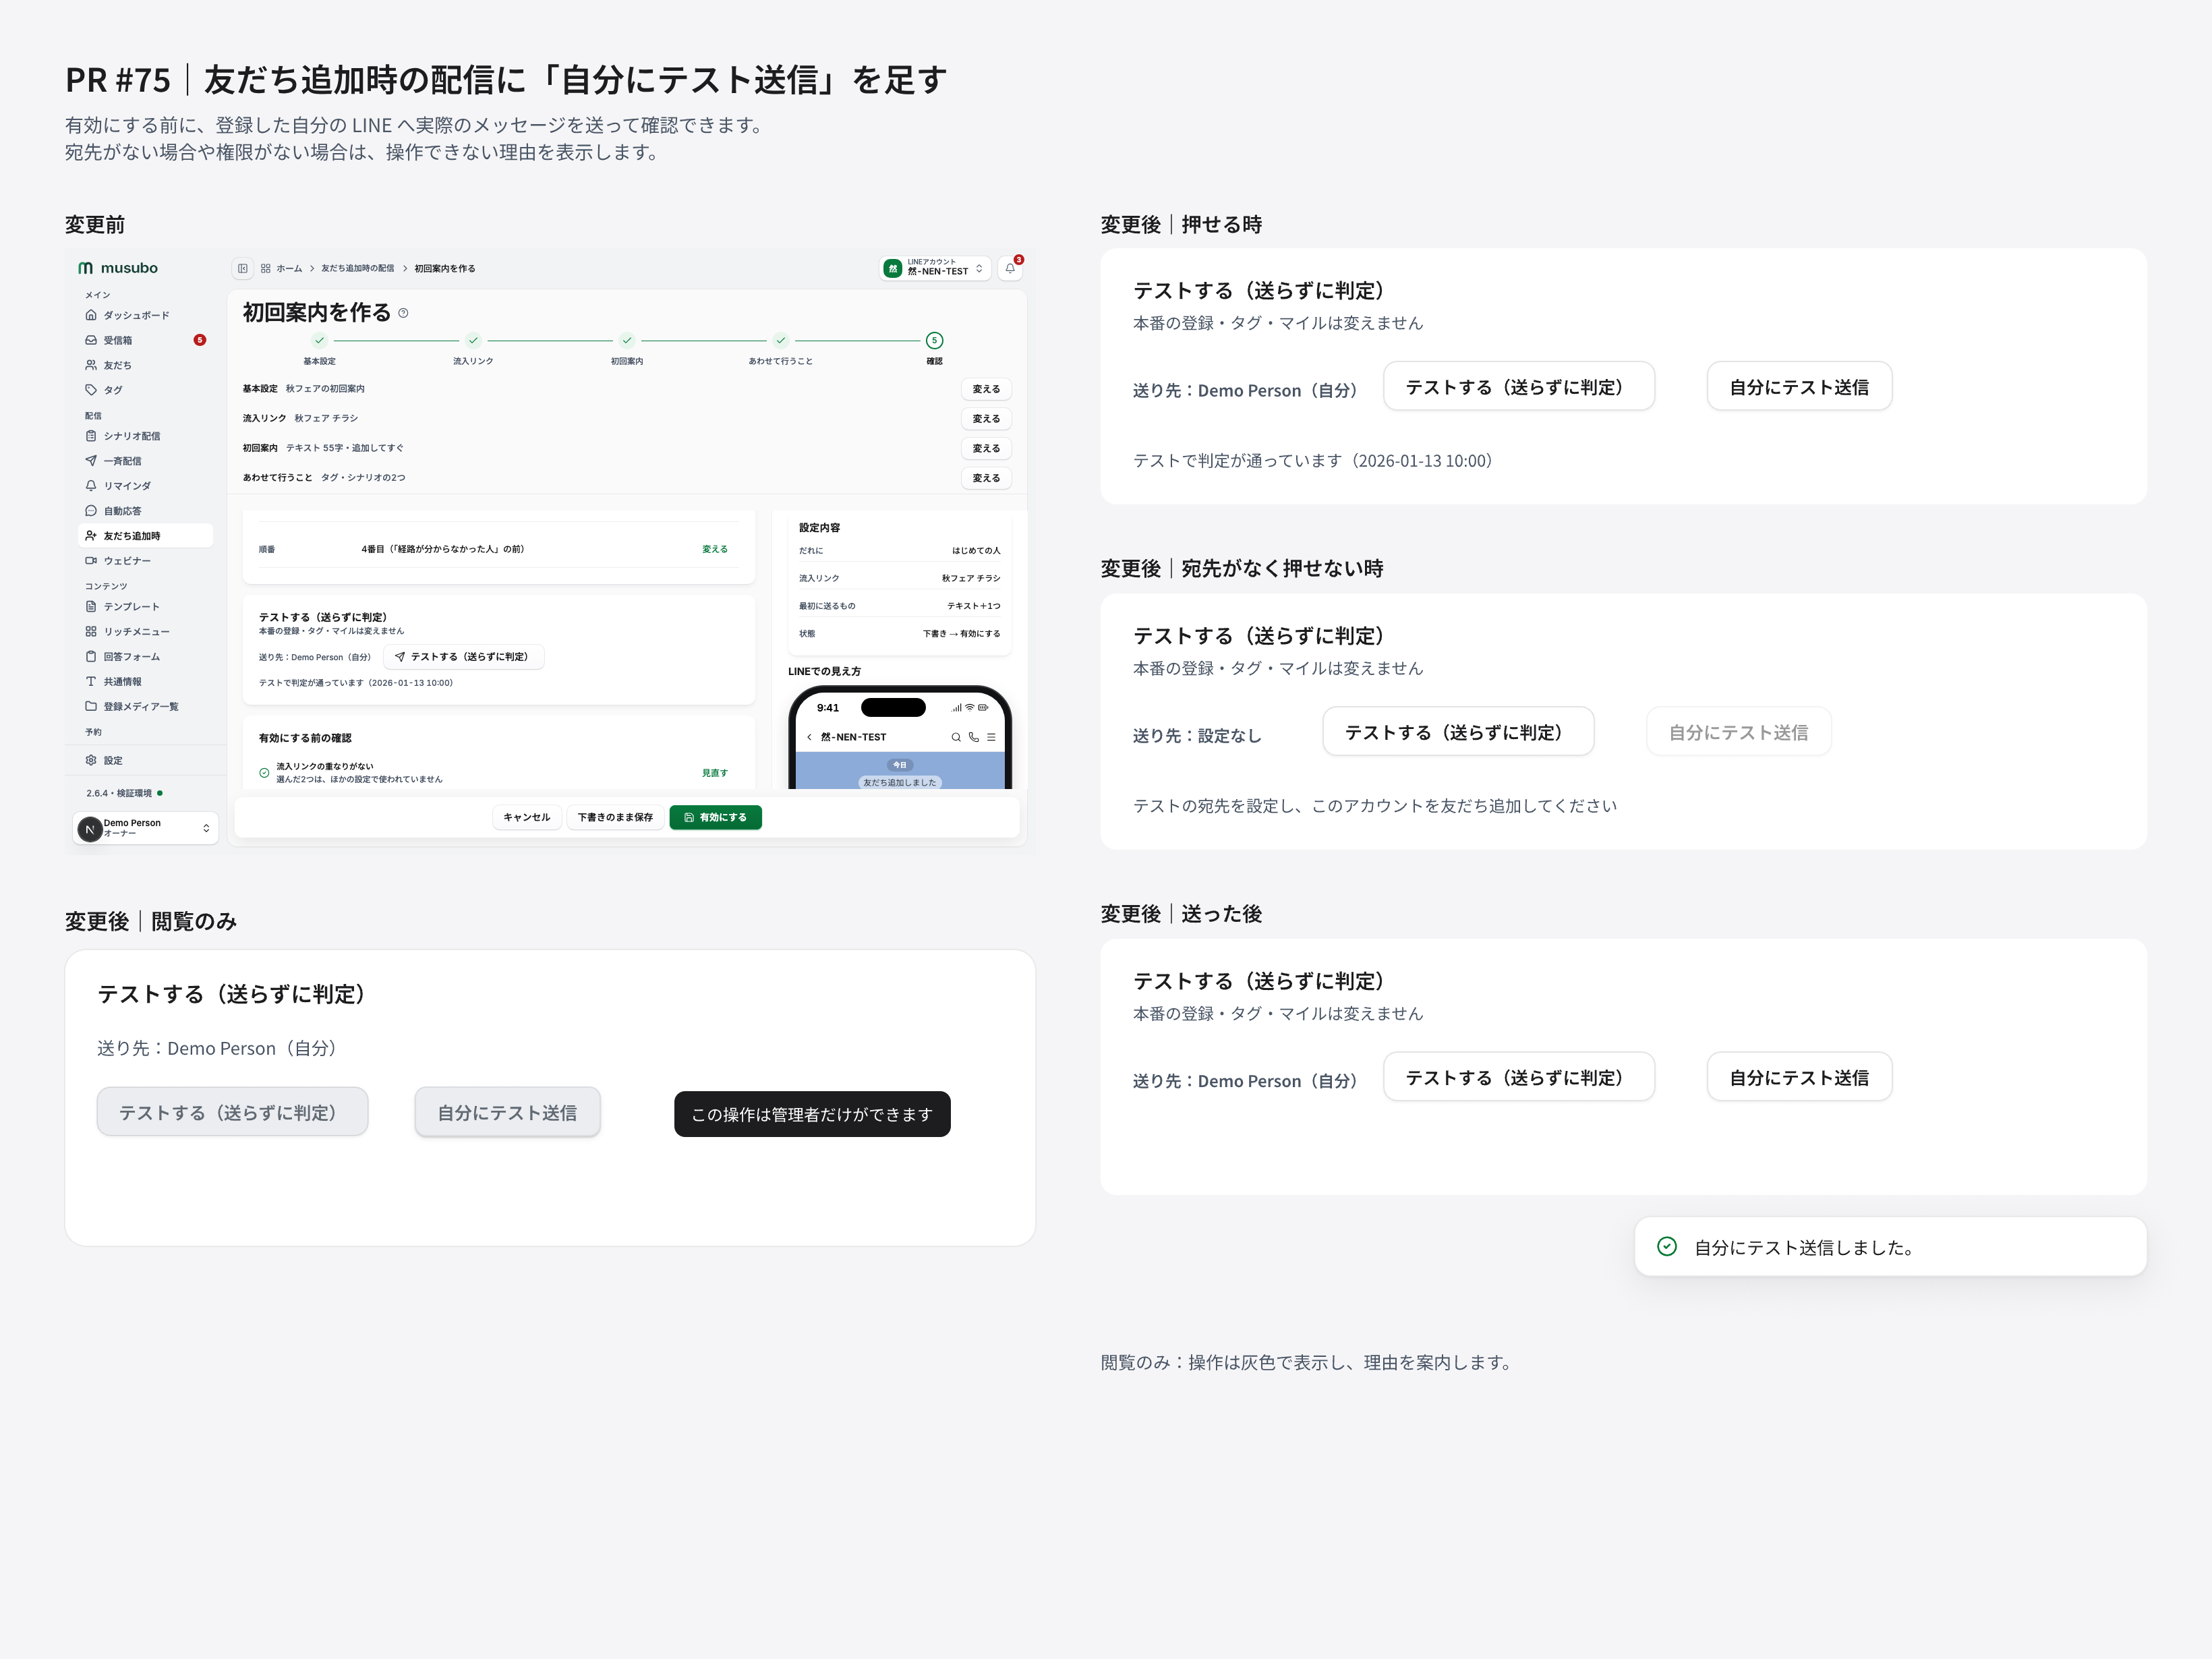 PR #75｜友だち追加時の配信に「自分にテスト送信」を足す
有効にする前に、登録した自分の LINE へ実際のメッセージを送って確認できます。
宛先がない場合や権限がない場合は、操作できない理由を表示します。
変更前
musubo
メイン
ダッシュボード
受信箱 5
友だち
タグ
配信
シナリオ配信
一斉配信
リマインダ
自動応答
友だち追加時
ウェビナー
コンテンツ
テンプレート
リッチメニュー
回答フォーム
共通情報
登録メディア一覧
予約
設定
2.6.4・検証環境
N Demo Person
オーナー
ホーム > 友だち追加時の配信 > 初回案内を作る
然 LINEアカウント
然-NEN-TEST
3
初回案内を作る
5
基本設定 流入リンク 初回案内 あわせて行うこと 確認
基本設定 秋フェアの初回案内 変える
流入リンク 秋フェア チラシ 変える
初回案内 テキスト 55字・追加してすぐ 変える
あわせて行うこと タグ・シナリオの2つ 変える
順番 4番目（「経路が分からなかった人」の前） 変える
テストする（送らずに判定）
本番の登録・タグ・マイルは変えません
送り先：Demo Person（自分） テストする（送らずに判定）
テストで判定が通っています（2026-01-13 10:00）
有効にする前の確認
流入リンクの重なりがない
選んだ2つは、ほかの設定で使われていません
見直す
設定内容
だれに はじめての人
流入リンク 秋フェア チラシ
最初に送るもの テキスト＋1つ
状態 下書き → 有効にする
LINEでの見え方
9:41
然-NEN-TEST
今日
友だち追加しました
キャンセル 下書きのまま保存 有効にする
変更後｜閲覧のみ
テストする（送らずに判定）
送り先：Demo Person（自分）
テストする（送らずに判定） 自分にテスト送信 この操作は管理者だけができます
変更後｜押せる時
テストする（送らずに判定）
本番の登録・タグ・マイルは変えません
送り先：Demo Person（自分） テストする（送らずに判定） 自分にテスト送信
テストで判定が通っています（2026-01-13 10:00）
変更後｜宛先がなく押せない時
テストする（送らずに判定）
本番の登録・タグ・マイルは変えません
送り先：設定なし テストする（送らずに判定） 自分にテスト送信
テストの宛先を設定し、このアカウントを友だち追加してください
変更後｜送った後
テストする（送らずに判定）
本番の登録・タグ・マイルは変えません
送り先：Demo Person（自分） テストする（送らずに判定） 自分にテスト送信
自分にテスト送信しました。
閲覧のみ：操作は灰色で表示し、理由を案内します。